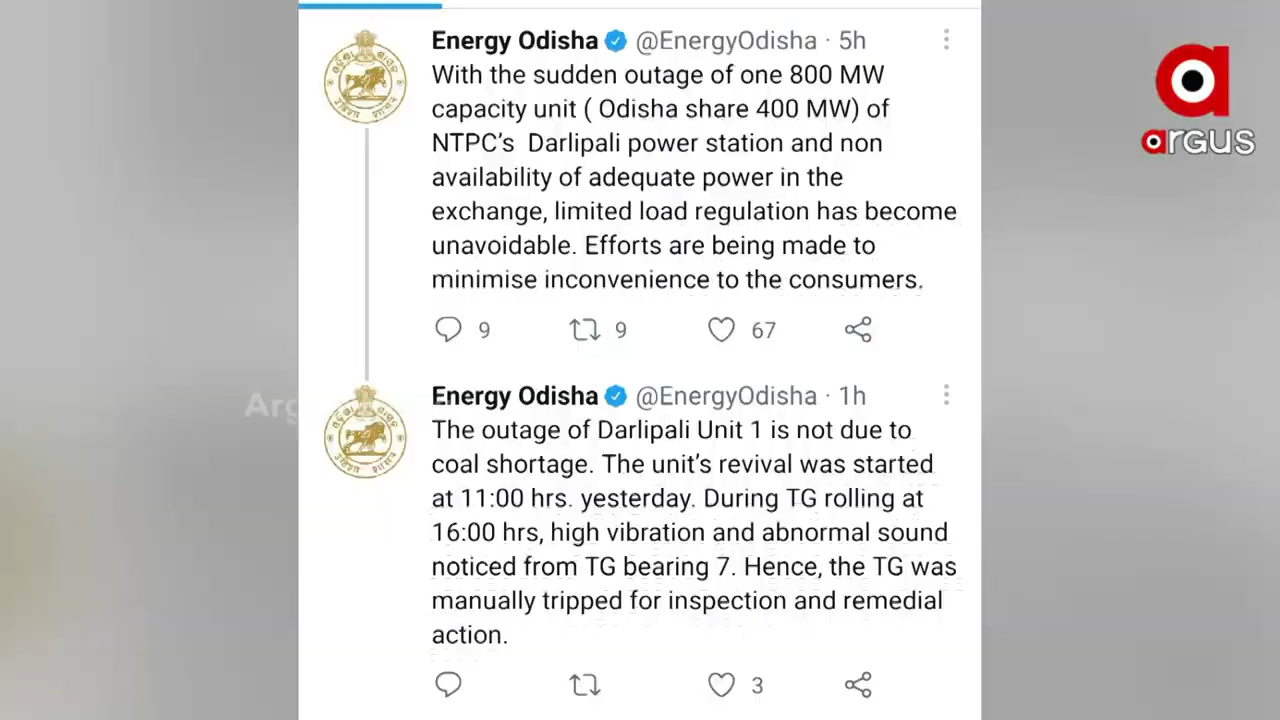 Energy Odisha @EnergyOdisha · 5h
With the sudden outage of one 800 MW
capacity unit ( Odisha share 400 MW) of
NTPC's Darlipali power station and non
availability of adequate power in the
exchange, limited load regulation has become
unavoidable. Efforts are being made to
minimise inconvenience to the consumers.
9 9 67
Energy Odisha @EnergyOdisha · 1h
The outage of Darlipali Unit 1 is not due to
coal shortage. The unit's revival was started
at 11:00 hrs. yesterday. During TG rolling at
16:00 hrs, high vibration and abnormal sound
noticed from TG bearing 7. Hence, the TG was
manually tripped for inspection and remedial
action.
3
argus